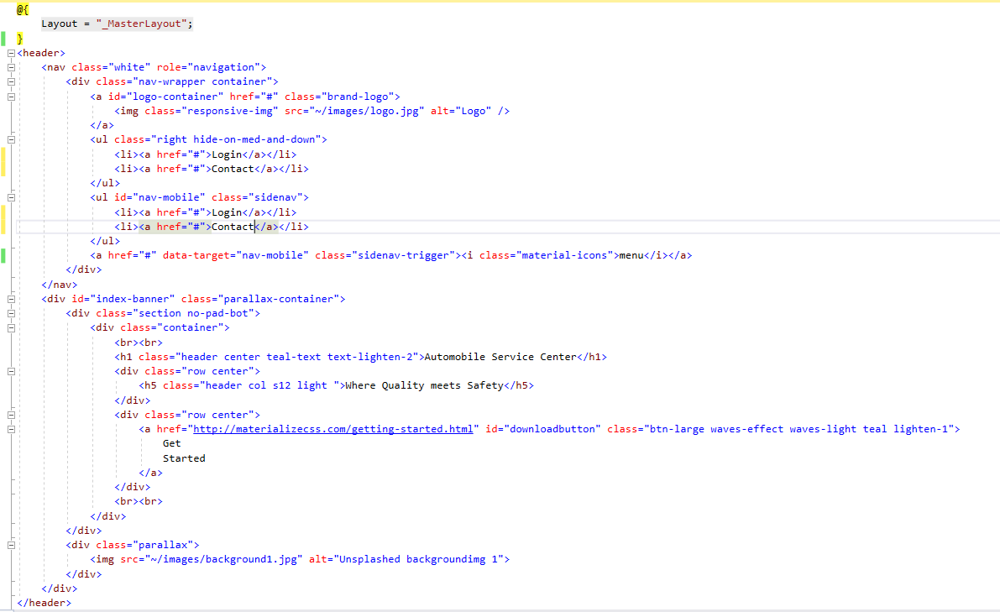 @{
    Layout = "_MasterLayout";
}
<header>
    <nav class="white" role="navigation">
        <div class="nav-wrapper container">
            <a id="logo-container" href="#" class="brand-logo">
                <img class="responsive-img" src="~/images/logo.jpg" alt="Logo" />
            </a>
            <ul class="right hide-on-med-and-down">
                <li><a href="#">Login</a></li>
                <li><a href="#">Contact</a></li>
            </ul>
            <ul id="nav-mobile" class="sidenav">
                <li><a href="#">Login</a></li>
                <li><a href="#">Contact</a></li>
            </ul>
            <a href="#" data-target="nav-mobile" class="sidenav-trigger"><i class="material-icons">menu</i></a>
        </div>
    </nav>
    <div id="index-banner" class="parallax-container">
        <div class="section no-pad-bot">
            <div class="container">
                <br><br>
                <h1 class="header center teal-text text-lighten-2">Automobile Service Center</h1>
                <div class="row center">
                    <h5 class="header col s12 light ">Where Quality meets Safety</h5>
                </div>
                <div class="row center">
                    <a href="http://materializecss.com/getting-started.html" id="downloadbutton" class="btn-large waves-effect waves-light teal lighten-1">
                        Get
                        Started
                    </a>
                </div>
                <br><br>
            </div>
        </div>
        <div class="parallax">
            <img src="~/images/background1.jpg" alt="Unsplashed backgroundimg 1">
        </div>
    </div>
</header>